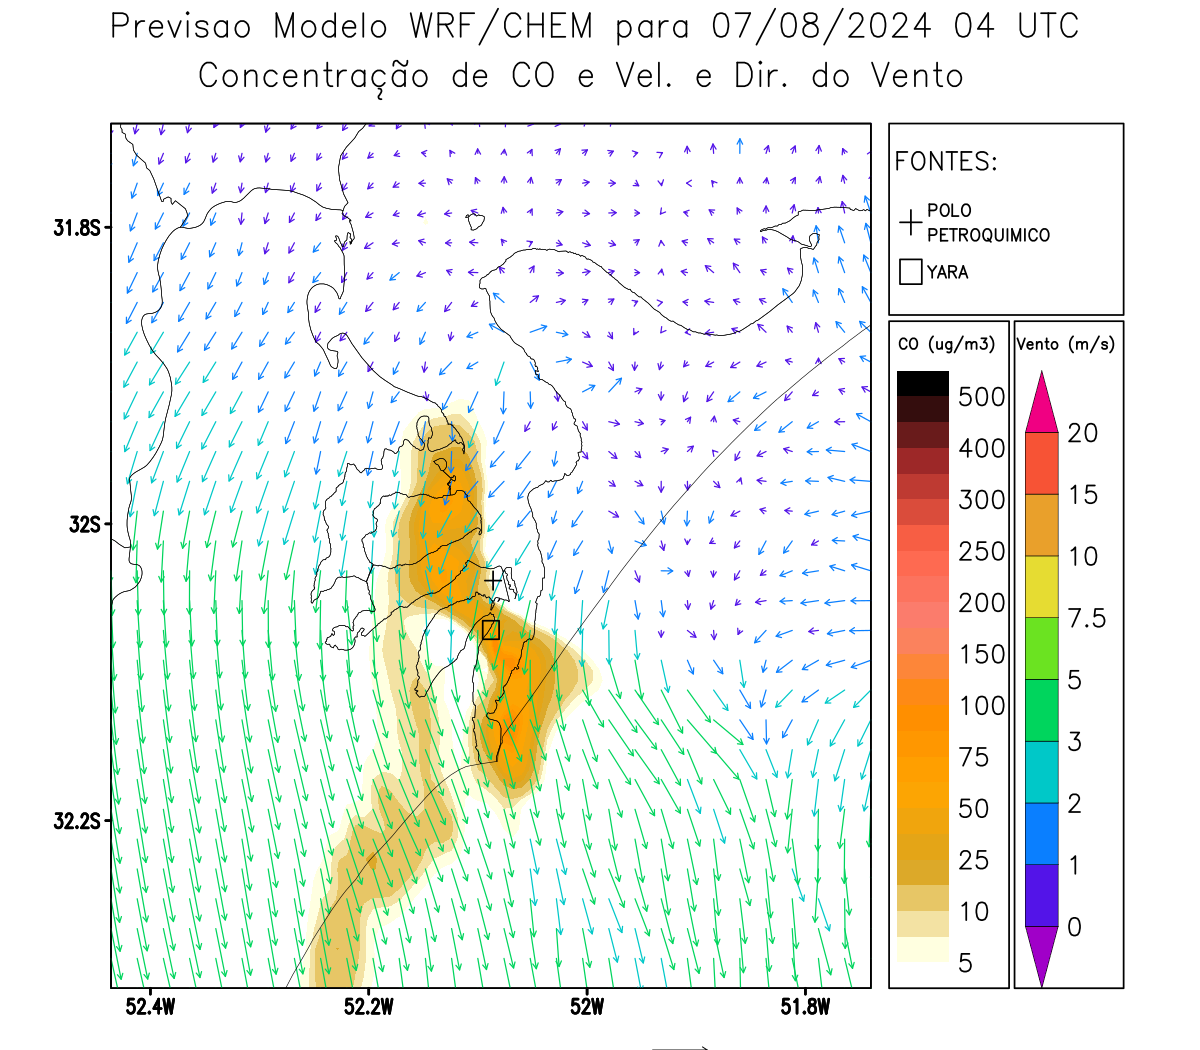 Previsao Modelo WRF/CHEM para 07/08/2024 04 UTC
Concentração de CO e Vel. e Dir. do Vento
FONTES:
POLO
PETROQUIMICO
YARA
CO (ug/m3)
500
400
300
250
200
150
100
75
50
25
10
5
Vento (m/s)
20
15
10
7.5
5
3
2
1
0
31.8S
32S
32.2S
52.4W
52.2W
52W
51.8W